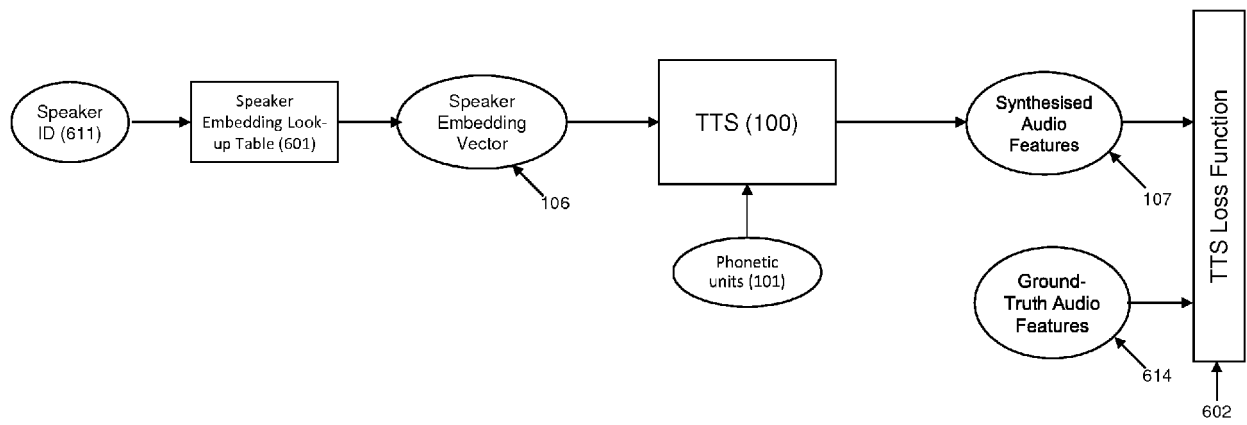 Speaker
ID (611)
Speaker
Embedding Look-
up Table (601)
Speaker
Embedding
Vector
106
TTS (100)
Phonetic
units (101)
Synthesised
Audio
Features
107
Ground-
Truth Audio
Features
614
TTS Loss Function
602